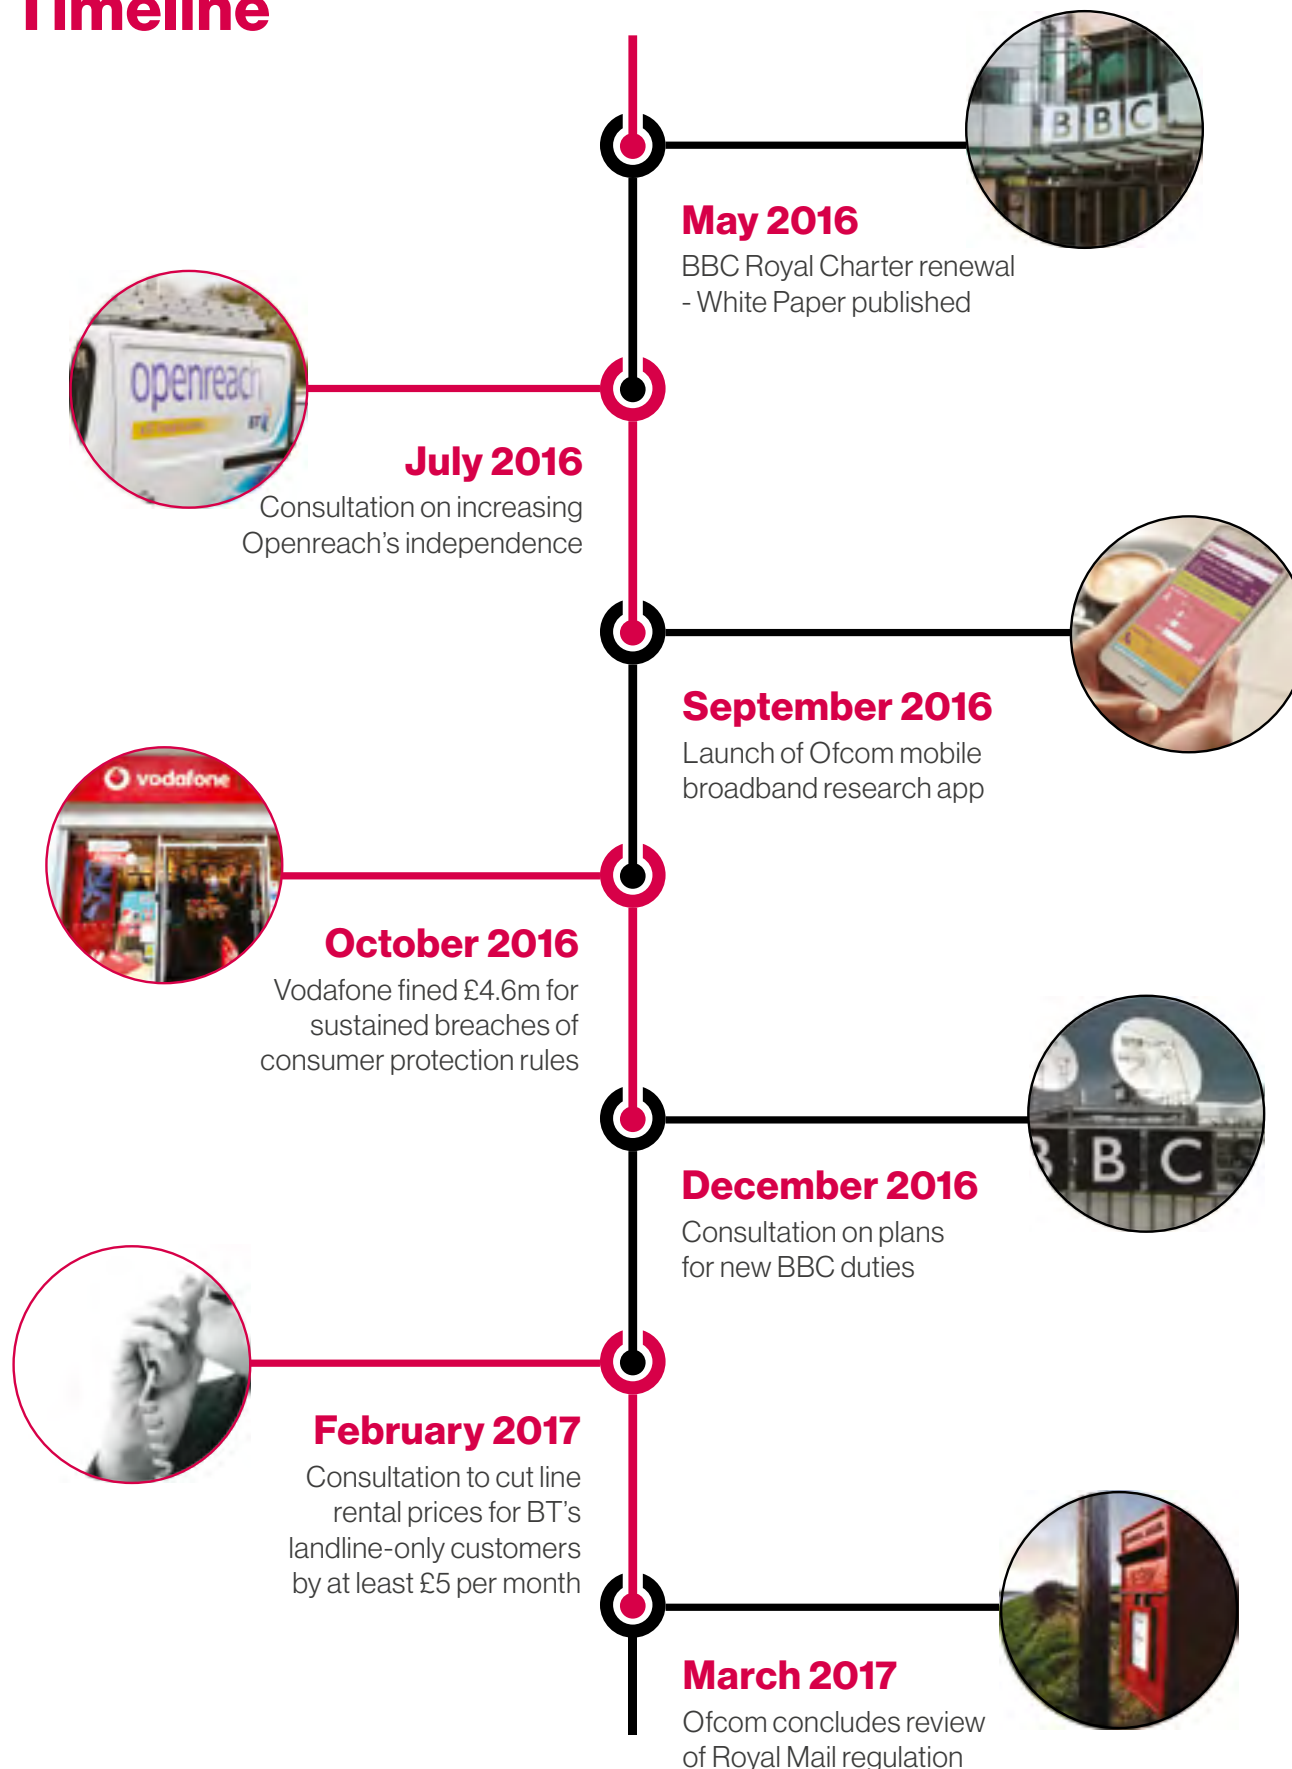 Timeline
BBC
May 2016
BBC Royal Charter renewal
- White Paper published
openreach
BT
July 2016
Consultation on increasing
Openreach's independence
September 2016
Launch of Ofcom mobile
broadband research app
vodafone
October 2016
Vodafone fined £4.6m for
sustained breaches of
consumer protection rules
BBC
December 2016
Consultation on plans
for new BBC duties
February 2017
Consultation to cut line
rental prices for BT's
landline-only customers
by at least £5 per month
March 2017
Ofcom concludes review
of Royal Mail regulation